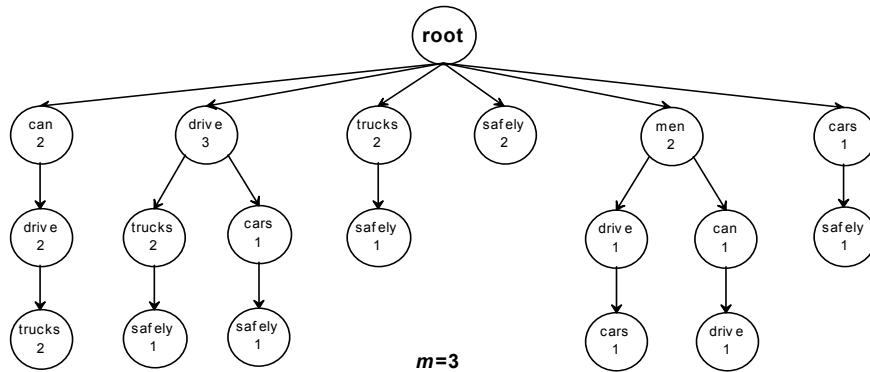 root
can
2
drive
3
trucks
2
safely
2
men
2
cars
1
drive
2
trucks
2
cars
1
safely
1
drive
1
can
1
safely
1
trucks
2
safely
1
safely
1
cars
1
drive
1
m=3